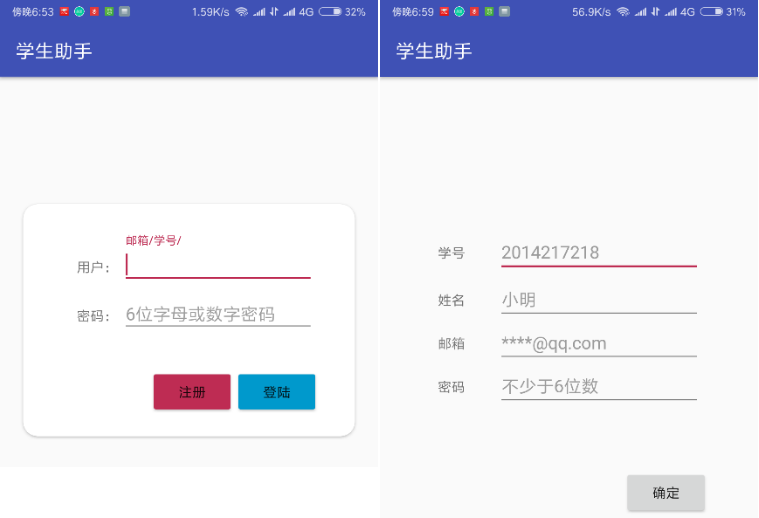 傍晚6:53 1.59K/s 4G 32%
学生助手
邮箱/学号/
用户：
密码： 6位字母或数字密码
注册 登陆
傍晚6:59 56.9K/s 4G 31%
学生助手
学号 2014217218
姓名 小明
邮箱 ****@qq.com
密码 不少于6位数
确定